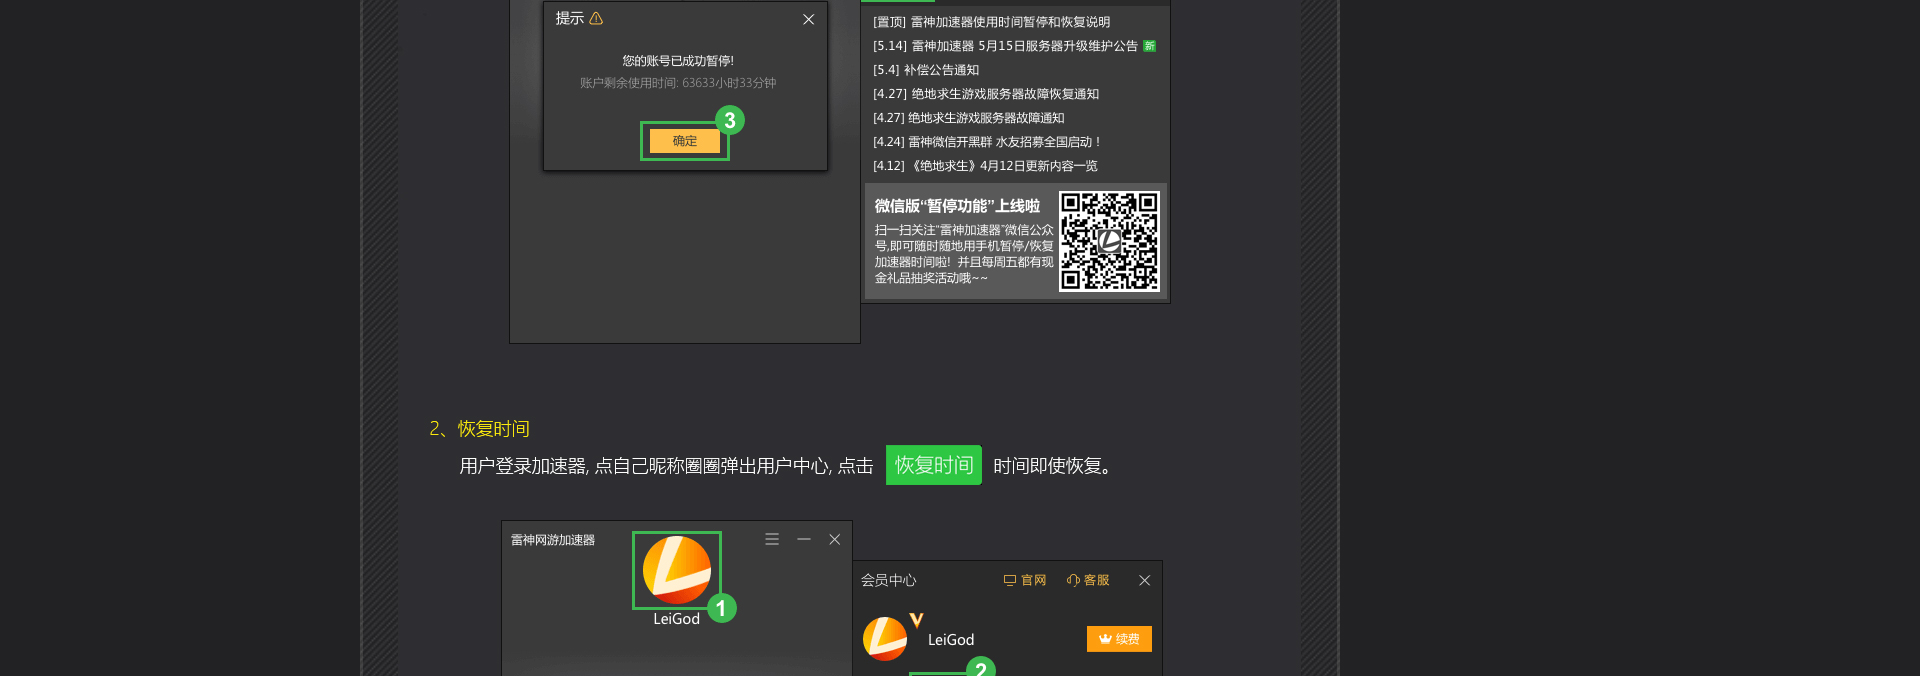 提示
您的账号已成功暂停!
账户剩余使用时间: 63633小时33分钟
3
确定
[置顶] 雷神加速器使用时间暂停和恢复说明
[5.14] 雷神加速器 5月15日服务器升级维护公告 新
[5.4] 补偿公告通知
[4.27] 绝地求生游戏服务器故障恢复通知
[4.27] 绝地求生游戏服务器故障通知
[4.24] 雷神微信开黑群 水友招募全国启动！
[4.12] 《绝地求生》4月12日更新内容一览
微信版“暂停功能”上线啦
扫一扫关注“雷神加速器”微信公众
号,即可随时随地用手机暂停/恢复
加速器时间啦！并且每周五都有现
金礼品抽奖活动哦~~
2、恢复时间
用户登录加速器, 点自己昵称圈圈弹出用户中心, 点击 恢复时间 时间即使恢复。
雷神网游加速器
1
LeiGod
会员中心 官网 客服
LeiGod 续费
2